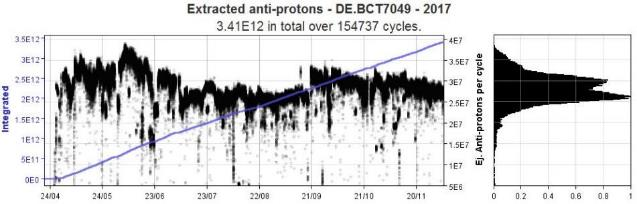 Extracted anti-protons - DE.BCT7049 - 2017
3.41E12 in total over 154737 cycles.
Integrated
3.5E12
3E12
2.5E12
2E12
1.5E12
1E12
5E11
0E0
4E7
3.5E7
3E7
2.5E7
2E7
1.5E7
1E7
5E6
24/04
24/05
23/06
23/07
22/08
21/09
21/10
20/11
Ej. Anti-protons per cycle
0
0.2
0.4
0.6
0.8
1